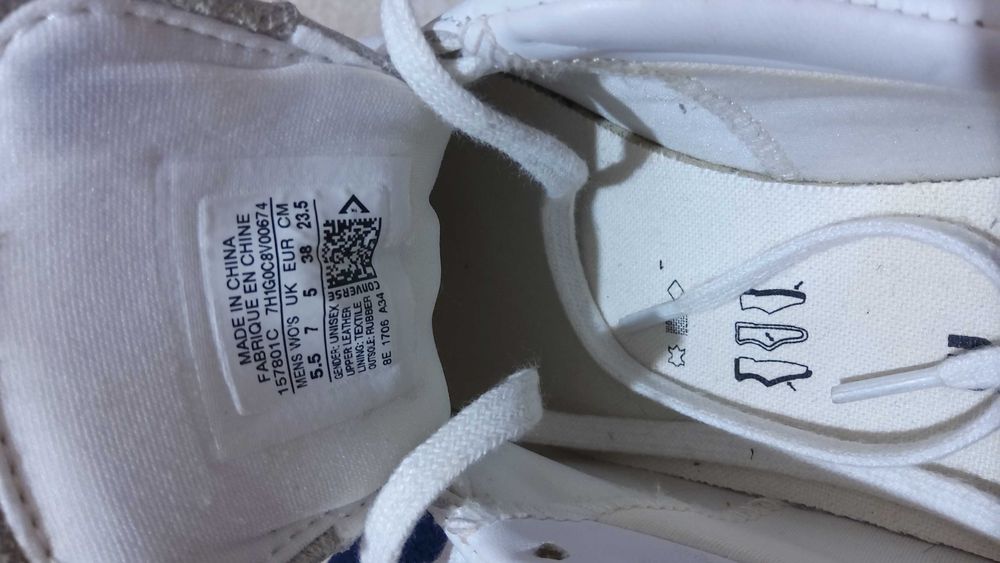 MADE IN CHINA
FABRIQUE EN CHINE
157801C 7H1G0C8V00674
MENS WO'S UK EUR CM
5.5 7 5 38 23.5
GENDER: UNISEX
UPPER LEATHER
LINING: TEXTILE
OUTSOLE: RUBBER
8E 1706 A34
CONVERSE